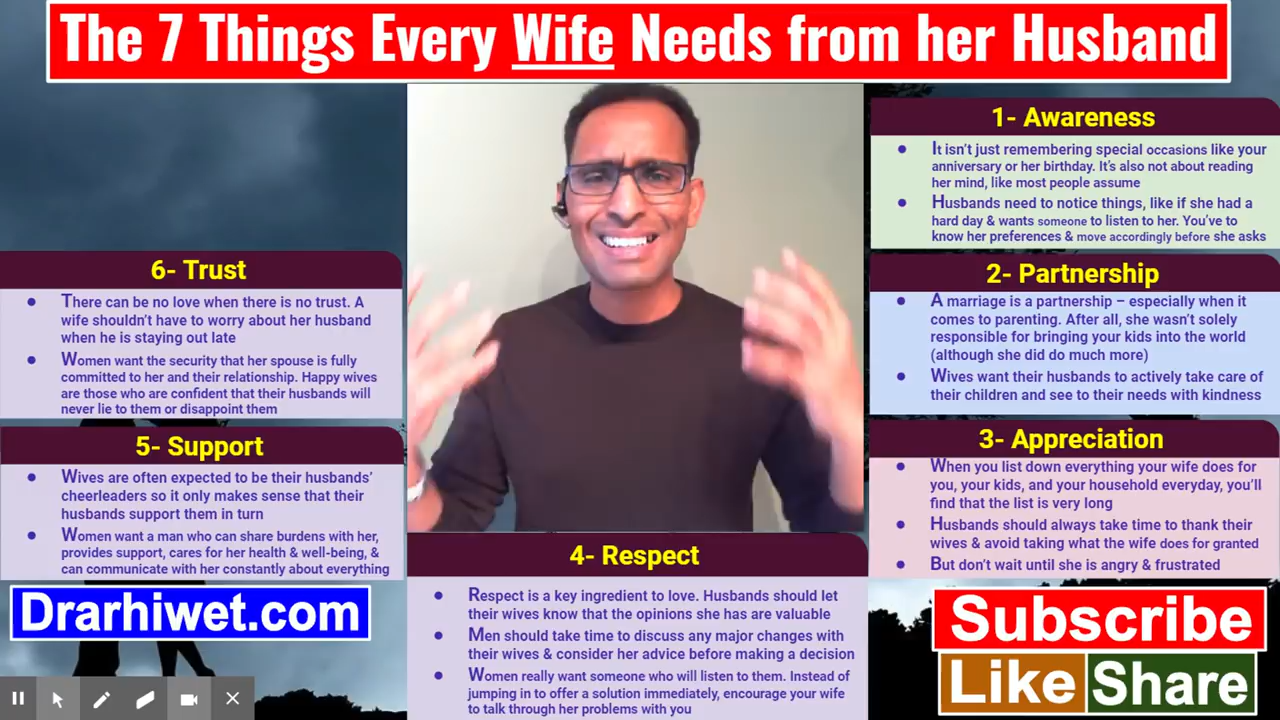 The 7 Things Every Wife Needs from her Husband
1- Awareness
● It isn't just remembering special occasions like your
anniversary or her birthday. It's also not about reading
her mind, like most people assume
● Husbands need to notice things, like if she had a
hard day & wants someone to listen to her. You've to
know her preferences & move accordingly before she asks
2- Partnership
● A marriage is a partnership – especially when it
comes to parenting. After all, she wasn't solely
responsible for bringing your kids into the world
(although she did do much more)
● Wives want their husbands to actively take care of
their children and see to their needs with kindness
3- Appreciation
● When you list down everything your wife does for
you, your kids, and your household everyday, you'll
find that the list is very long
● Husbands should always take time to thank their
wives & avoid taking what the wife does for granted
● But don't wait until she is angry & frustrated
4- Respect
● Respect is a key ingredient to love. Husbands should let
their wives know that the opinions she has are valuable
● Men should take time to discuss any major changes with
their wives & consider her advice before making a decision
● Women really want someone who will listen to them. Instead of
jumping in to offer a solution immediately, encourage your wife
to talk through her problems with you
5- Support
● Wives are often expected to be their husbands'
cheerleaders so it only makes sense that their
husbands support them in turn
● Women want a man who can share burdens with her,
provides support, cares for her health & well-being, &
can communicate with her constantly about everything
6- Trust
● There can be no love when there is no trust. A
wife shouldn't have to worry about her husband
when he is staying out late
● Women want the security that her spouse is fully
committed to her and their relationship. Happy wives
are those who are confident that their husbands will
never lie to them or disappoint them
Drarhiwet.com
Subscribe
Like Share